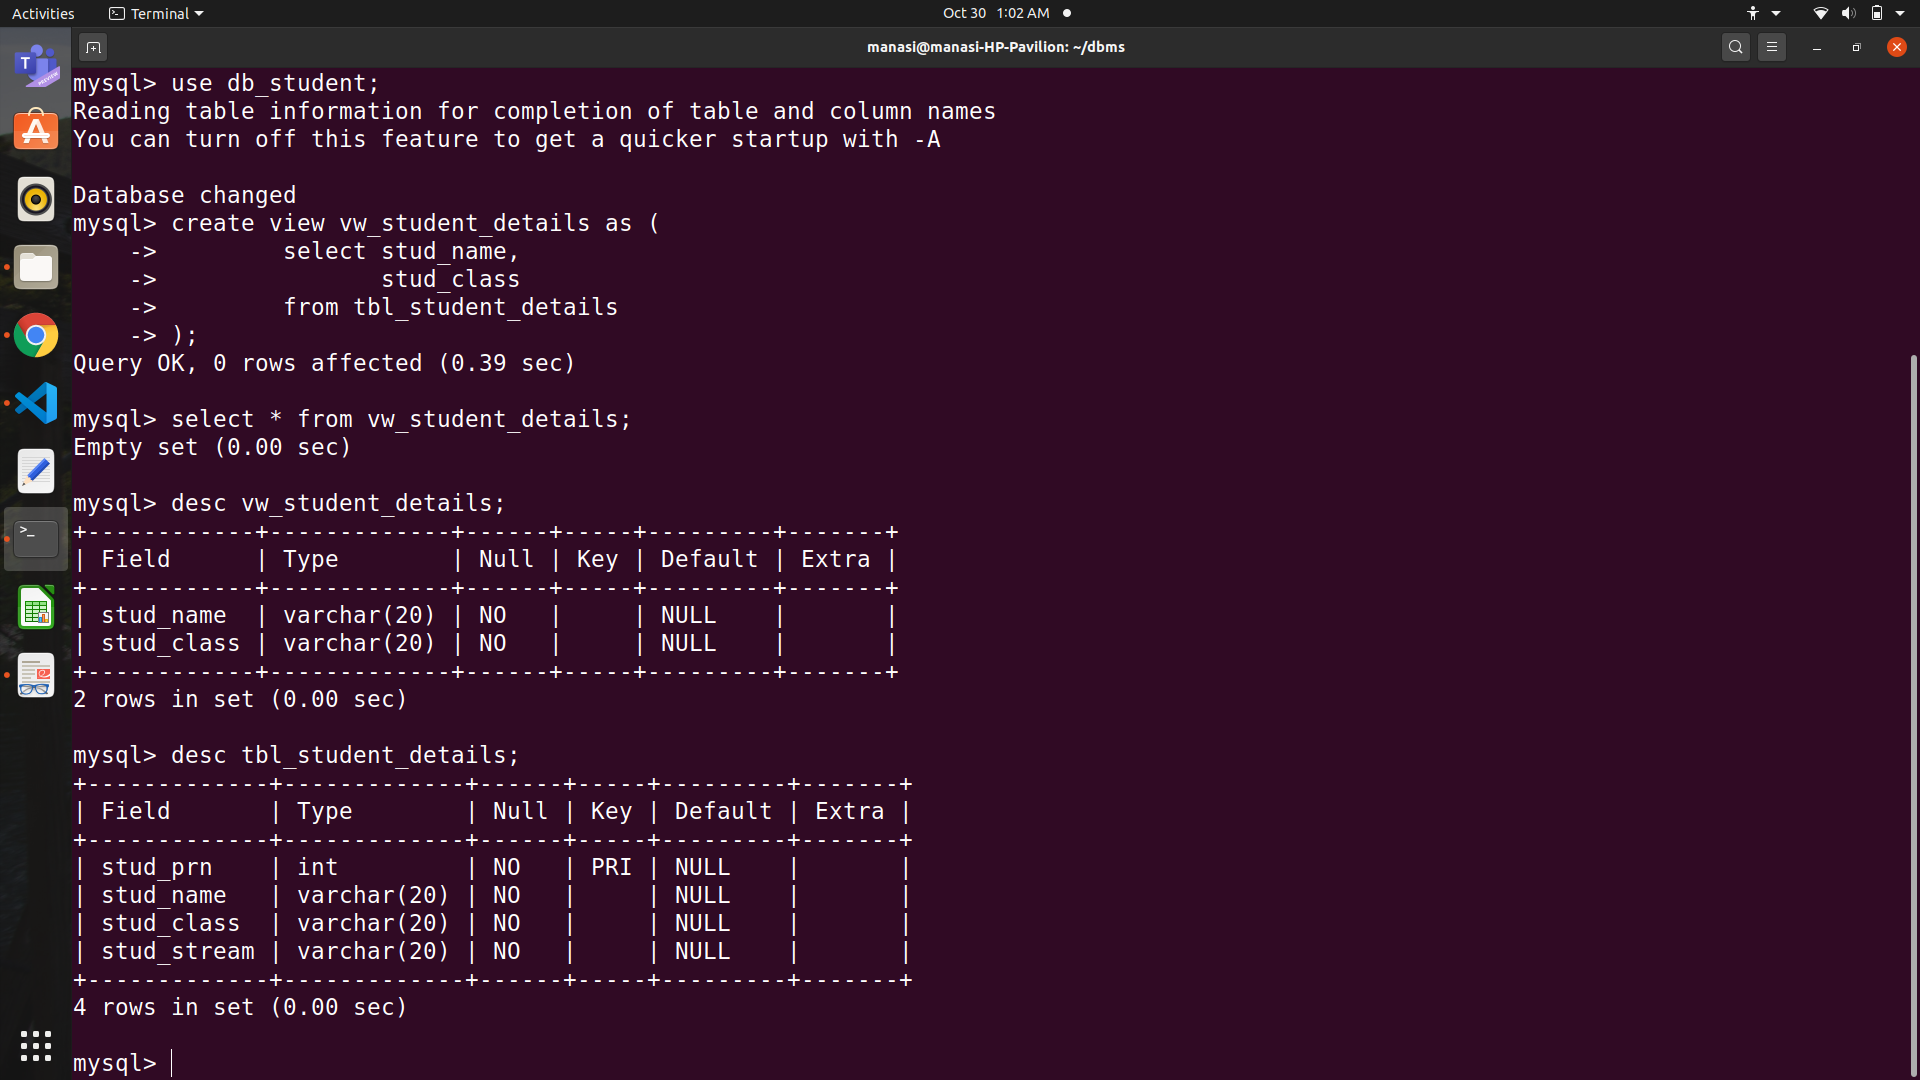 Activities Terminal Oct 30 1:02 AM
manasi@manasi-HP-Pavilion: ~/dbms
mysql> use db_student;
Reading table information for completion of table and column names
You can turn off this feature to get a quicker startup with -A
Database changed
mysql> create view vw_student_details as (
    ->         select stud_name,
    ->                stud_class
    ->         from tbl_student_details
    -> );
Query OK, 0 rows affected (0.39 sec)
mysql> select * from vw_student_details;
Empty set (0.00 sec)
mysql> desc vw_student_details;
+------------+-------------+------+-----+---------+-------+
| Field      | Type        | Null | Key | Default | Extra |
+------------+-------------+------+-----+---------+-------+
| stud_name  | varchar(20) | NO   |     | NULL    |       |
| stud_class | varchar(20) | NO   |     | NULL    |       |
+------------+-------------+------+-----+---------+-------+
2 rows in set (0.00 sec)
mysql> desc tbl_student_details;
+-------------+-------------+------+-----+---------+-------+
| Field       | Type        | Null | Key | Default | Extra |
+-------------+-------------+------+-----+---------+-------+
| stud_prn    | int         | NO   | PRI | NULL    |       |
| stud_name   | varchar(20) | NO   |     | NULL    |       |
| stud_class  | varchar(20) | NO   |     | NULL    |       |
| stud_stream | varchar(20) | NO   |     | NULL    |       |
+-------------+-------------+------+-----+---------+-------+
4 rows in set (0.00 sec)
mysql>